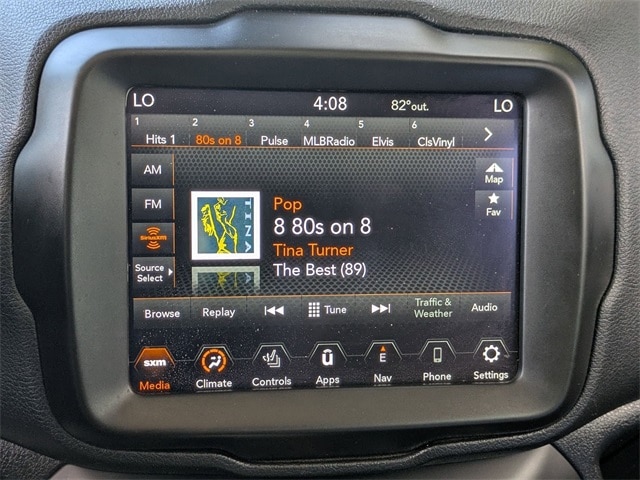 LO 4:08 82°out. LO
1 2 3 4 5 6
Hits 1 80s on 8 Pulse MLBRadio Elvis ClsVinyl
AM
Map
FM
Fav
SiriusXM
Source
Select
TINA
Pop
8 80s on 8
Tina Turner
The Best (89)
Browse Replay Tune Traffic &
Weather Audio
sxm
Media Climate Controls
ū
Apps
E
Nav Phone Settings